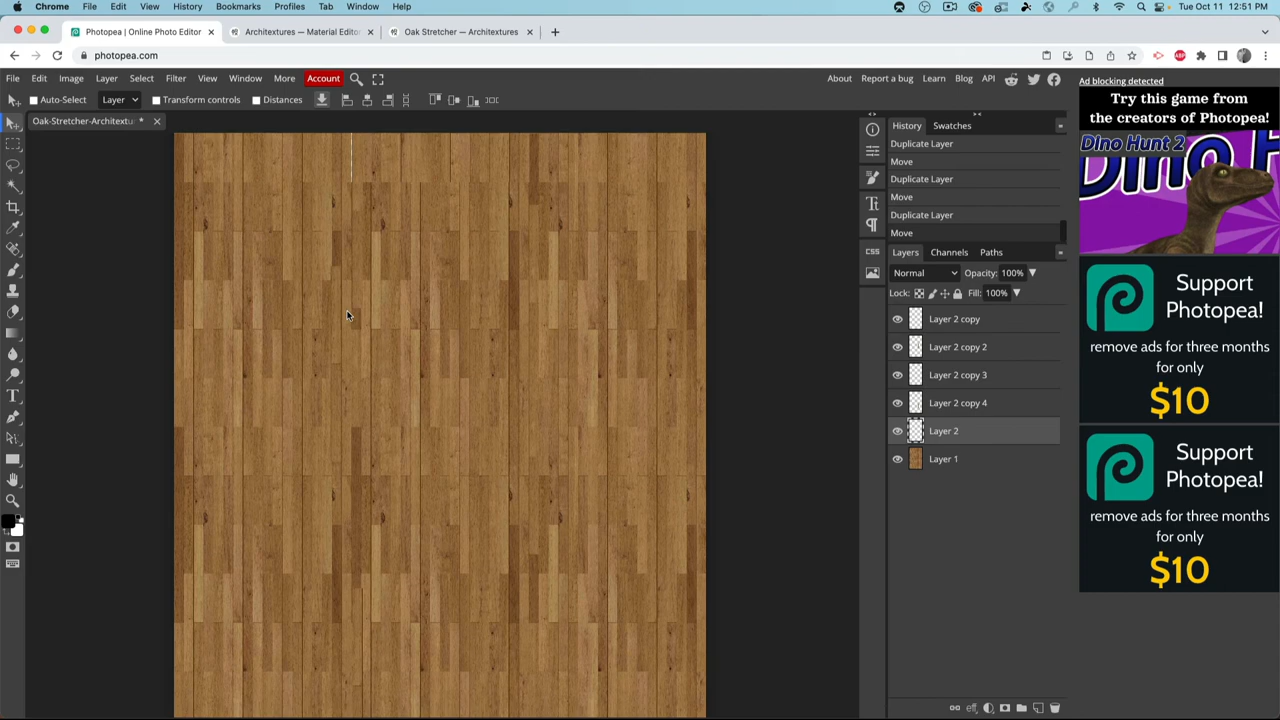 Chrome File Edit View History Bookmarks Profiles Tab Window Help Tue Oct 11 12:51 PM
Photopea | Online Photo Editor Architextures — Material Edito Oak Stretcher — Architextures
photopea.com
File Edit Image Layer Select Filter View Window More Account About Report a bug Learn Blog API Ad blocking detected
Auto-Select Layer Transform controls Distances
Try this game from
the creators of Photopea!
Oak-Stretcher-Architextu *
History Swatches
Dino Hunt 2
Duplicate Layer
Move
Duplicate Layer
Move
Duplicate Layer
Move
Layers Channels Paths
Normal Opacity: 100%
Lock: Fill: 100%
Layer 2 copy
Layer 2 copy 2
Layer 2 copy 3
Layer 2 copy 4
Layer 2
Layer 1
CSS
Support
Photopea!
remove ads for three months
for only
$10
Support
Photopea!
remove ads for three months
for only
$10